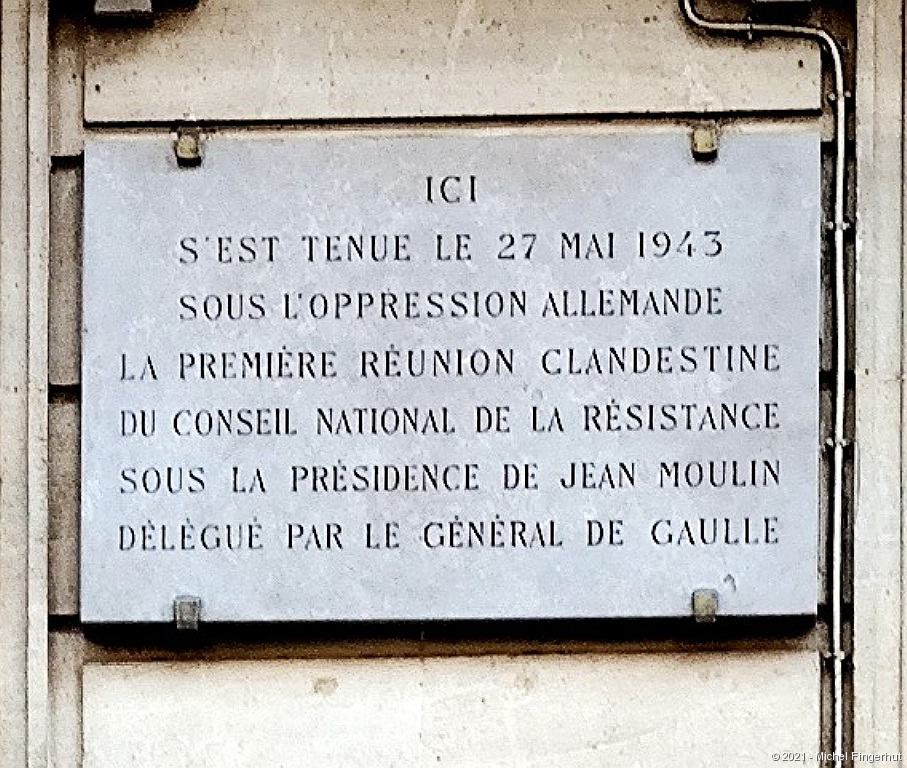 ICI
S'EST TENUE LE 27 MAI 1943
SOUS L'OPPRESSION ALLEMANDE
LA PREMIÈRE RÉUNION CLANDESTINE
DU CONSEIL NATIONAL DE LA RÉSISTANCE
SOUS LA PRÉSIDENCE DE JEAN MOULIN
DÉLÉGUÉ PAR LE GÉNÉRAL DE GAULLE
© 2021 - Michel Fingerhut